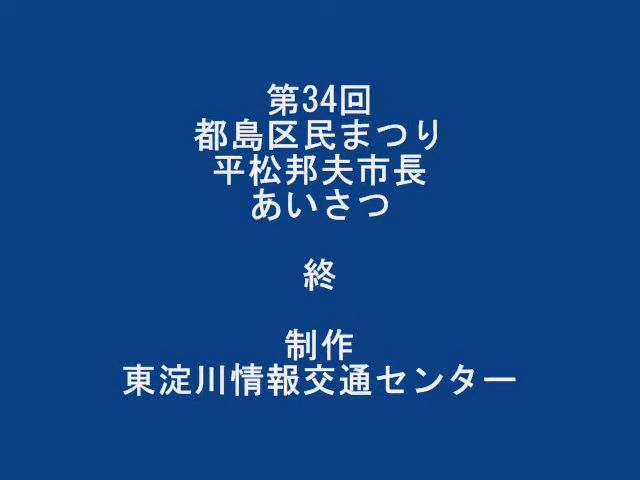 第34回
都島区民まつり
平松邦夫市長
あいさつ
終
制作
東淀川情報交通センター